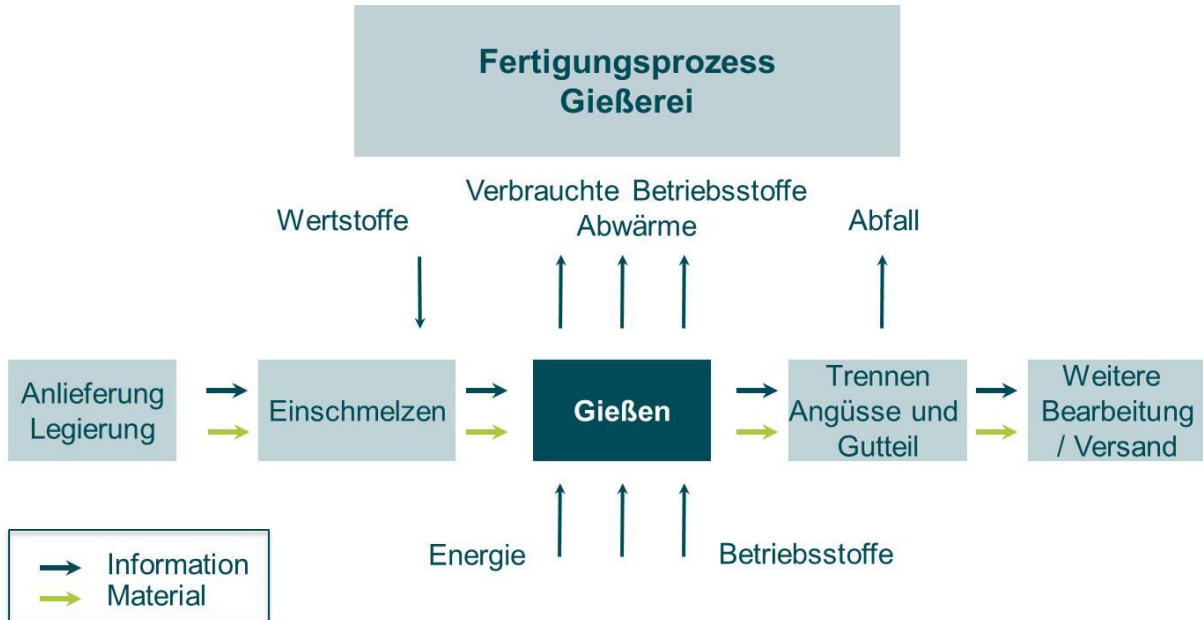 Fertigungsprozess
Gießerei
Verbrauchte Betriebsstoffe
Wertstoffe
Abwärme
Abfall
Anlieferung
Legierung
Einschmelzen
Gießen
Trennen
Angüsse und
Gutteil
Weitere
Bearbeitung
/ Versand
Energie
Betriebsstoffe
Information
Material